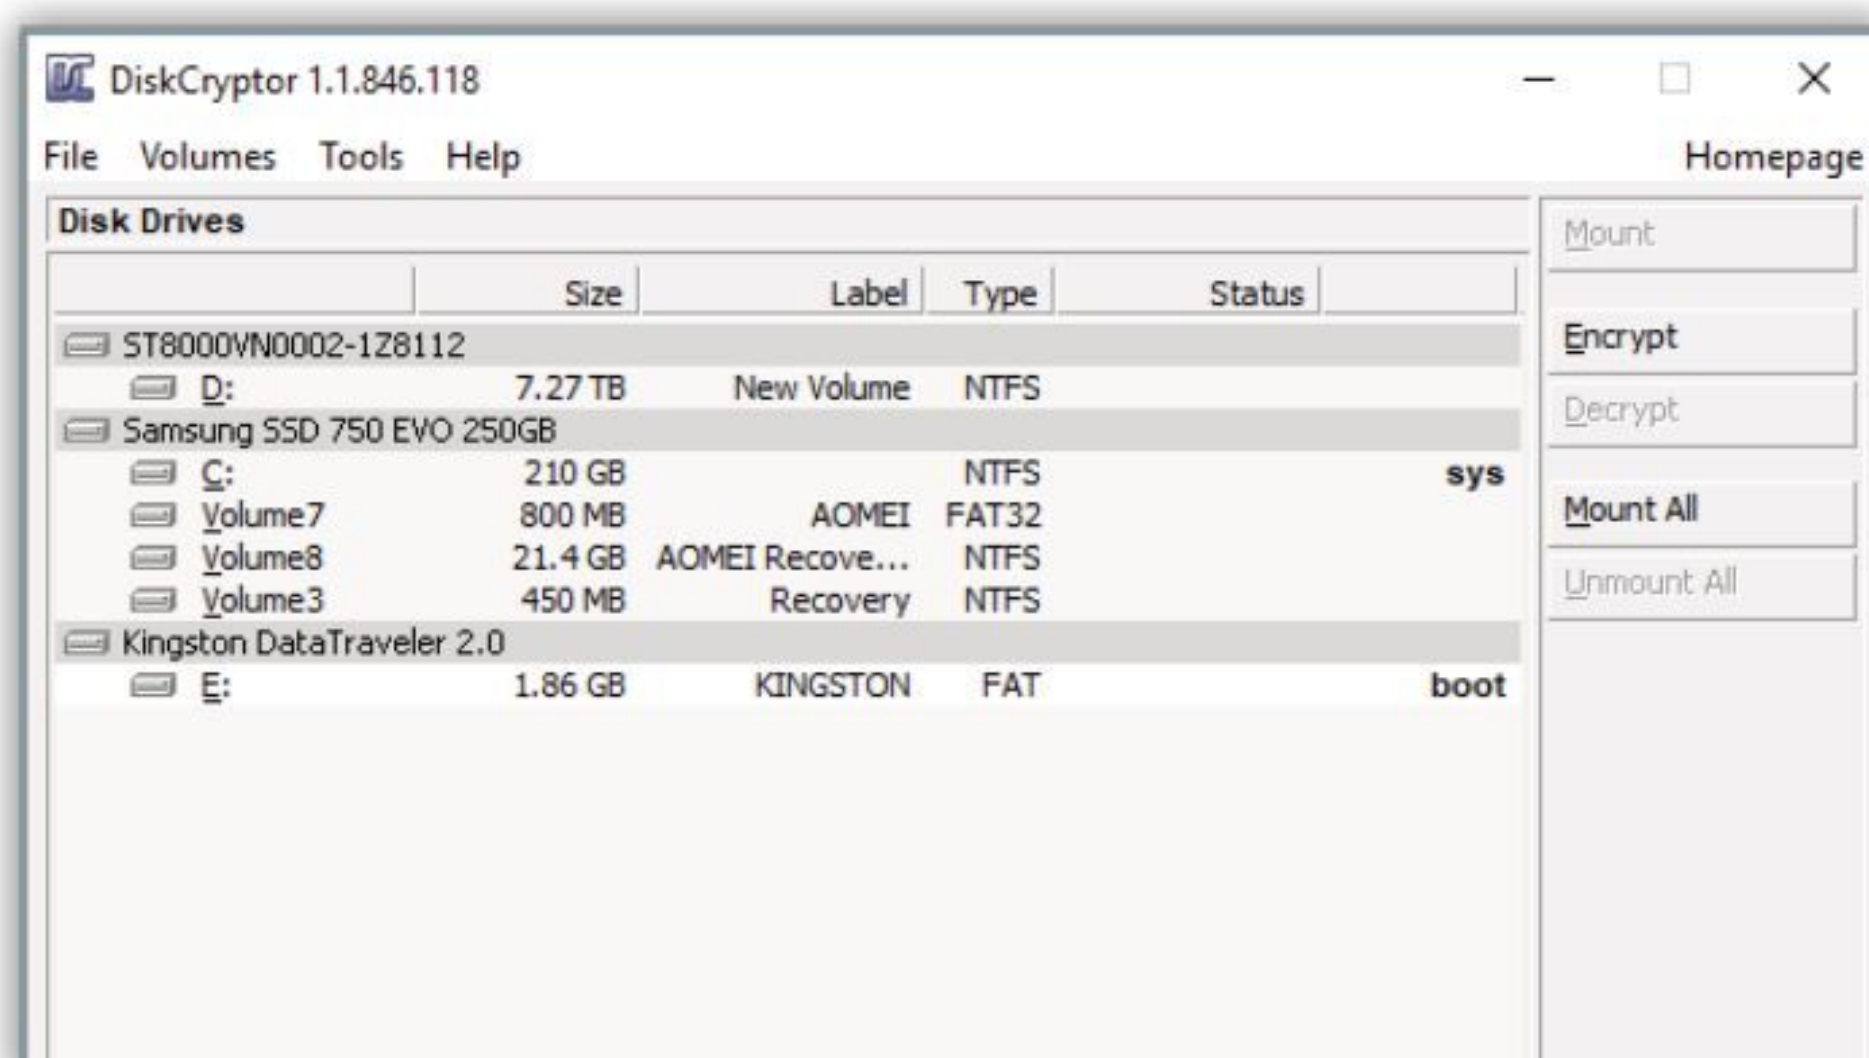 DiskCryptor 1.1.846.118
File Volumes Tools Help Homepage
Disk Drives
Size Label Type Status
ST8000VN0002-1Z8112
D: 7.27 TB New Volume NTFS
Samsung SSD 750 EVO 250GB
C: 210 GB NTFS sys
Volume7 800 MB AOMEI FAT32
Volume8 21.4 GB AOMEI Recove... NTFS
Volume3 450 MB Recovery NTFS
Kingston DataTraveler 2.0
E: 1.86 GB KINGSTON FAT boot
Mount
Encrypt
Decrypt
Mount All
Unmount All